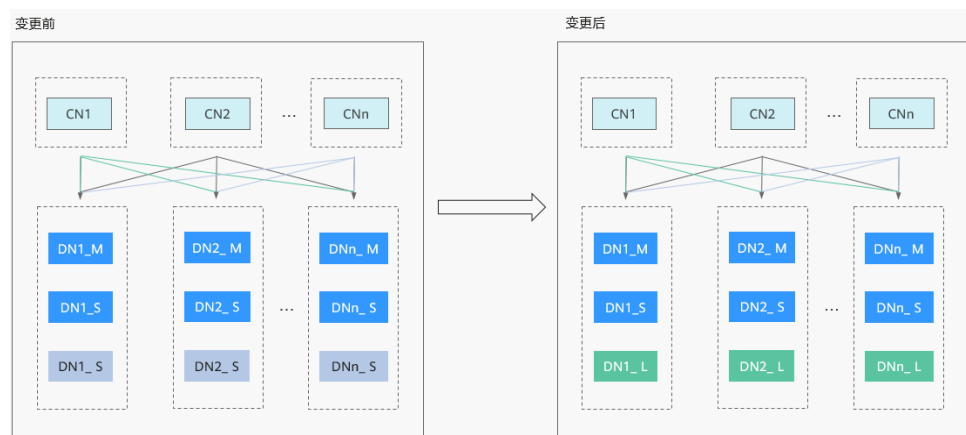 变更前
CN1
CN2
...
CNn
DN1_M
DN2_ M
DNn_ M
DN1_S
DN2_ S
...
DNn_ S
DN1_ S
DN2_ S
DNn_ S
变更后
CN1
CN2
...
CNn
DN1_M
DN2_ M
DNn_ M
DN1_S
DN2_ S
...
DNn_ S
DN1_ L
DN2_ L
DNn_ L